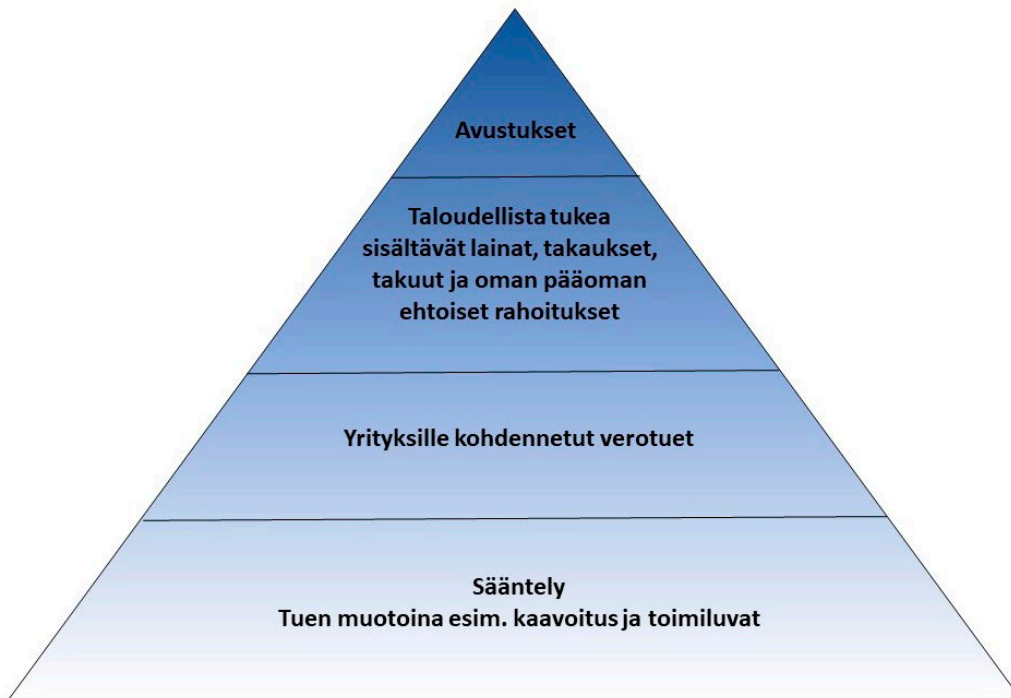 Avustukset
Taloudellista tukea
sisältävät lainat, takaukset,
takuut ja oman pääoman
ehtoiset rahoitukset
Yrityksille kohdennetut verotuet
Sääntely
Tuen muotoina esim. kaavoitus ja toimiluvat